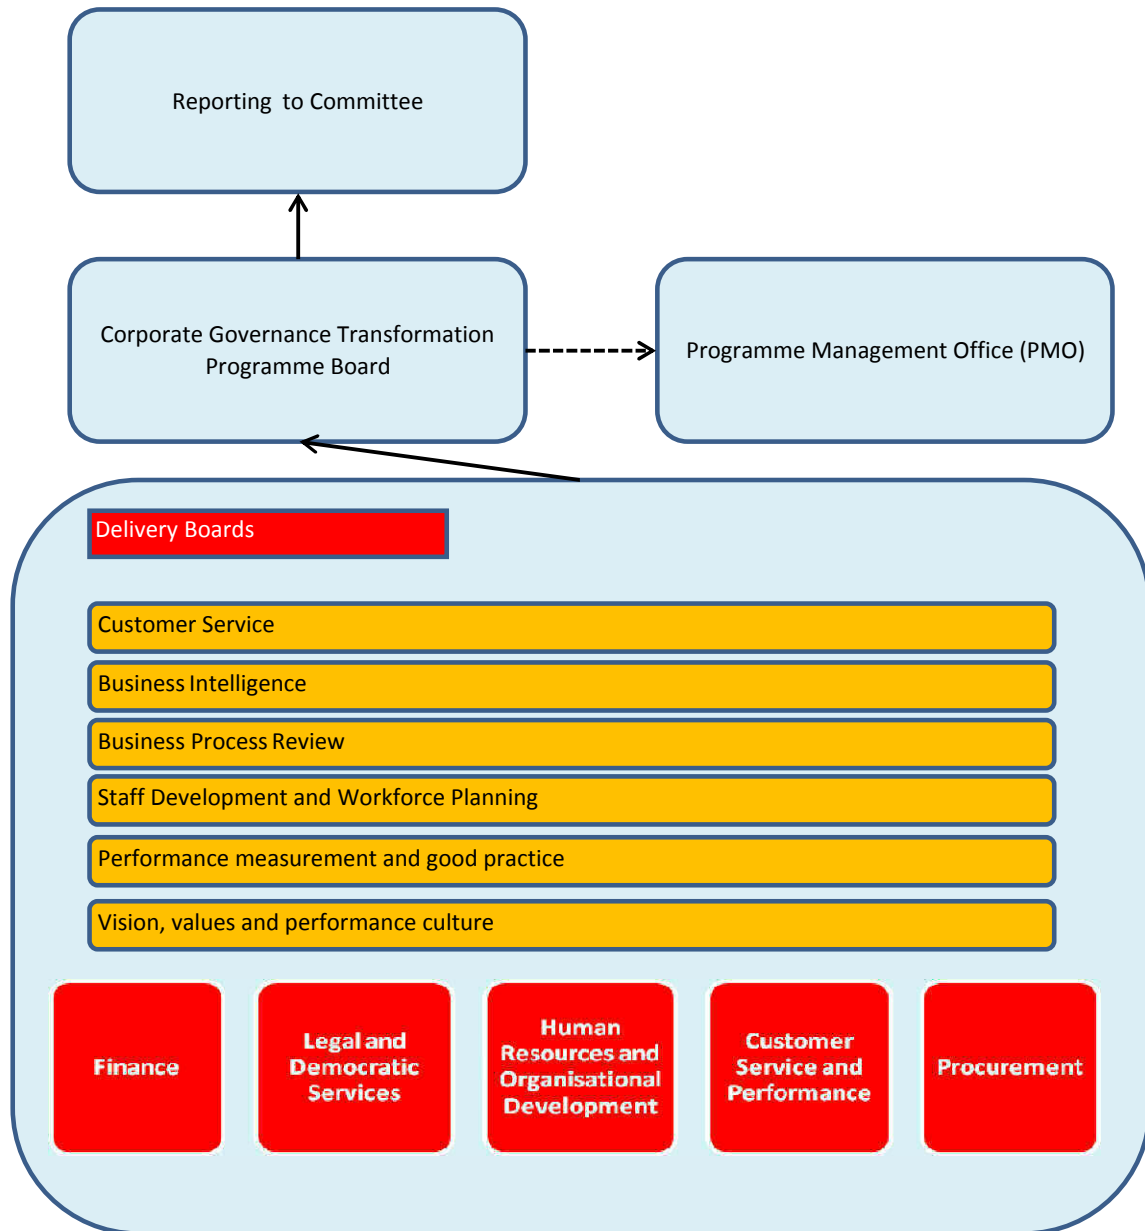 Reporting to Committee
Corporate Governance Transformation
Programme Board
Programme Management Office (PMO)
Delivery Boards
Customer Service
Business Intelligence
Business Process Review
Staff Development and Workforce Planning
Performance measurement and good practice
Vision, values and performance culture
Finance
Legal and
Democratic
Services
Human
Resources and
Organisational
Development
Customer
Service and
Performance
Procurement